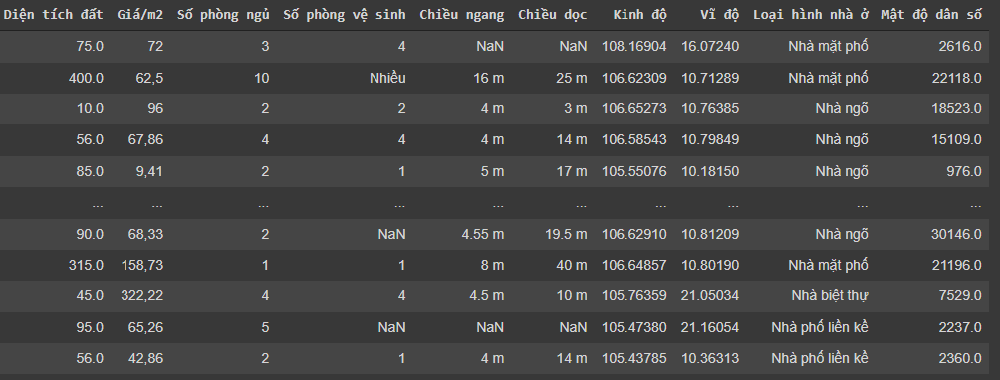 Diện tích đất Giá/m2 Số phòng ngủ Số phòng vệ sinh Chiều ngang Chiều dọc Kinh độ Vĩ độ Loại hình nhà ở Mật độ dân số
75.0 72 3 4 NaN NaN 108.16904 16.07240 Nhà mặt phố 2616.0
400.0 62,5 10 Nhiều 16 m 25 m 106.62309 10.71289 Nhà mặt phố 22118.0
10.0 96 2 2 4 m 3 m 106.65273 10.76385 Nhà ngõ 18523.0
56.0 67,86 4 4 4 m 14 m 106.58543 10.79849 Nhà ngõ 15109.0
85.0 9,41 2 1 5 m 17 m 105.55076 10.18150 Nhà ngõ 976.0
... ... ... ... ... ... ... ... ... ...
90.0 68,33 2 NaN 4.55 m 19.5 m 106.62910 10.81209 Nhà ngõ 30146.0
315.0 158,73 1 1 8 m 40 m 106.64857 10.80190 Nhà mặt phố 21196.0
45.0 322,22 4 4 4.5 m 10 m 105.76359 21.05034 Nhà biệt thự 7529.0
95.0 65,26 5 NaN NaN NaN 105.47380 21.16054 Nhà phố liền kề 2237.0
56.0 42,86 2 1 4 m 14 m 105.43785 10.36313 Nhà phố liền kề 2360.0